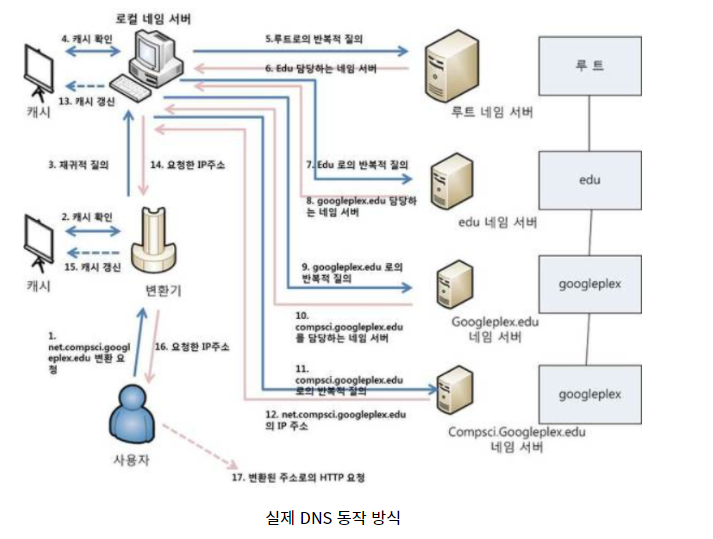 로컬 네임 서버
4. 캐시 확인
13. 캐시 갱신
캐시
5.루트로의 반복적 질의
6. Edu 담당하는 네임 서버
루트 네임 서버
루 트
3. 재귀적 질의
14. 요청한 IP주소
7. Edu 로의 반복적 질의
8. googleplex.edu 담당하
는 네임 서버
edu 네임 서버
edu
2. 캐시 확인
15. 캐시 갱신
캐시
변환기
9. googleplex.edu 로의
반복적 질의
10.
compsci.googleplex.edu
를 담당하는 네임 서버
Googleplex.edu
네임 서버
googleplex
1.
net.compsci.googl
eplex.edu 변환 요
청
16. 요청한 IP주소
11.
compsci.googleplex.edu
로의 반복적 질의
12. net.compsci.googleplex.edu
의 IP 주소
Compsci.Googleplex.edu
네임 서버
googleplex
사용자
17. 변환된 주소로의 HTTP 요청
실제 DNS 동작 방식